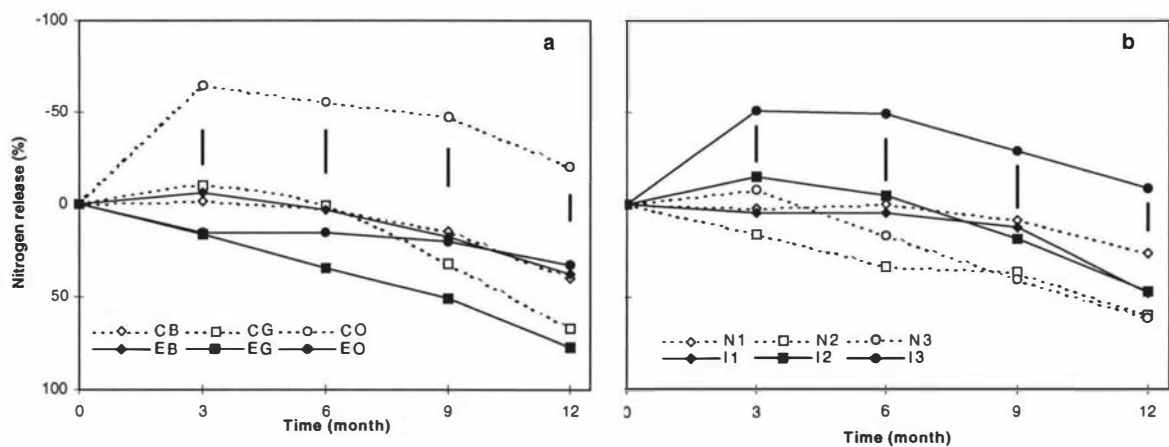 -100
-50
0
50
100
Nitrogen release (%)
a
CB CG CO
EB EG EO
0 3 6 9 12
Time (month)
b
N1 N2 N3
I1 I2 I3
0 3 6 9 12
Time (month)